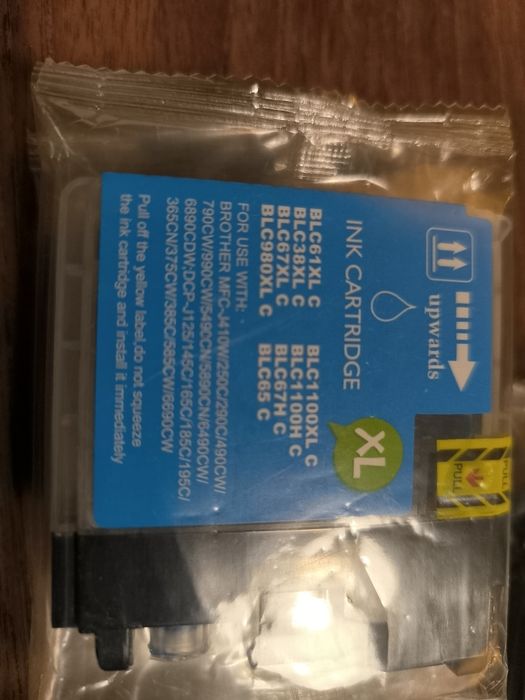 upwards
INK CARTRIDGE
XL
BLC61XL C BLC1100XL C
BLC38XL C BLC1100H C
BLC67XL C BLC67H C
BLC980XL C BLC65 C
FOR USE WITH:
BROTHER MFC-J410W/250C/290C/490CW/
790CW/990CW/5490CN/5890CN/6490CW/
6890CDW,DCP-J125/145C/165C/185C/195C/
365CN/375CW/385C/585CW/6690CW
Pull off the yellow label,do not squeeze
the ink cartridge and install it immediately
PULL
PULL